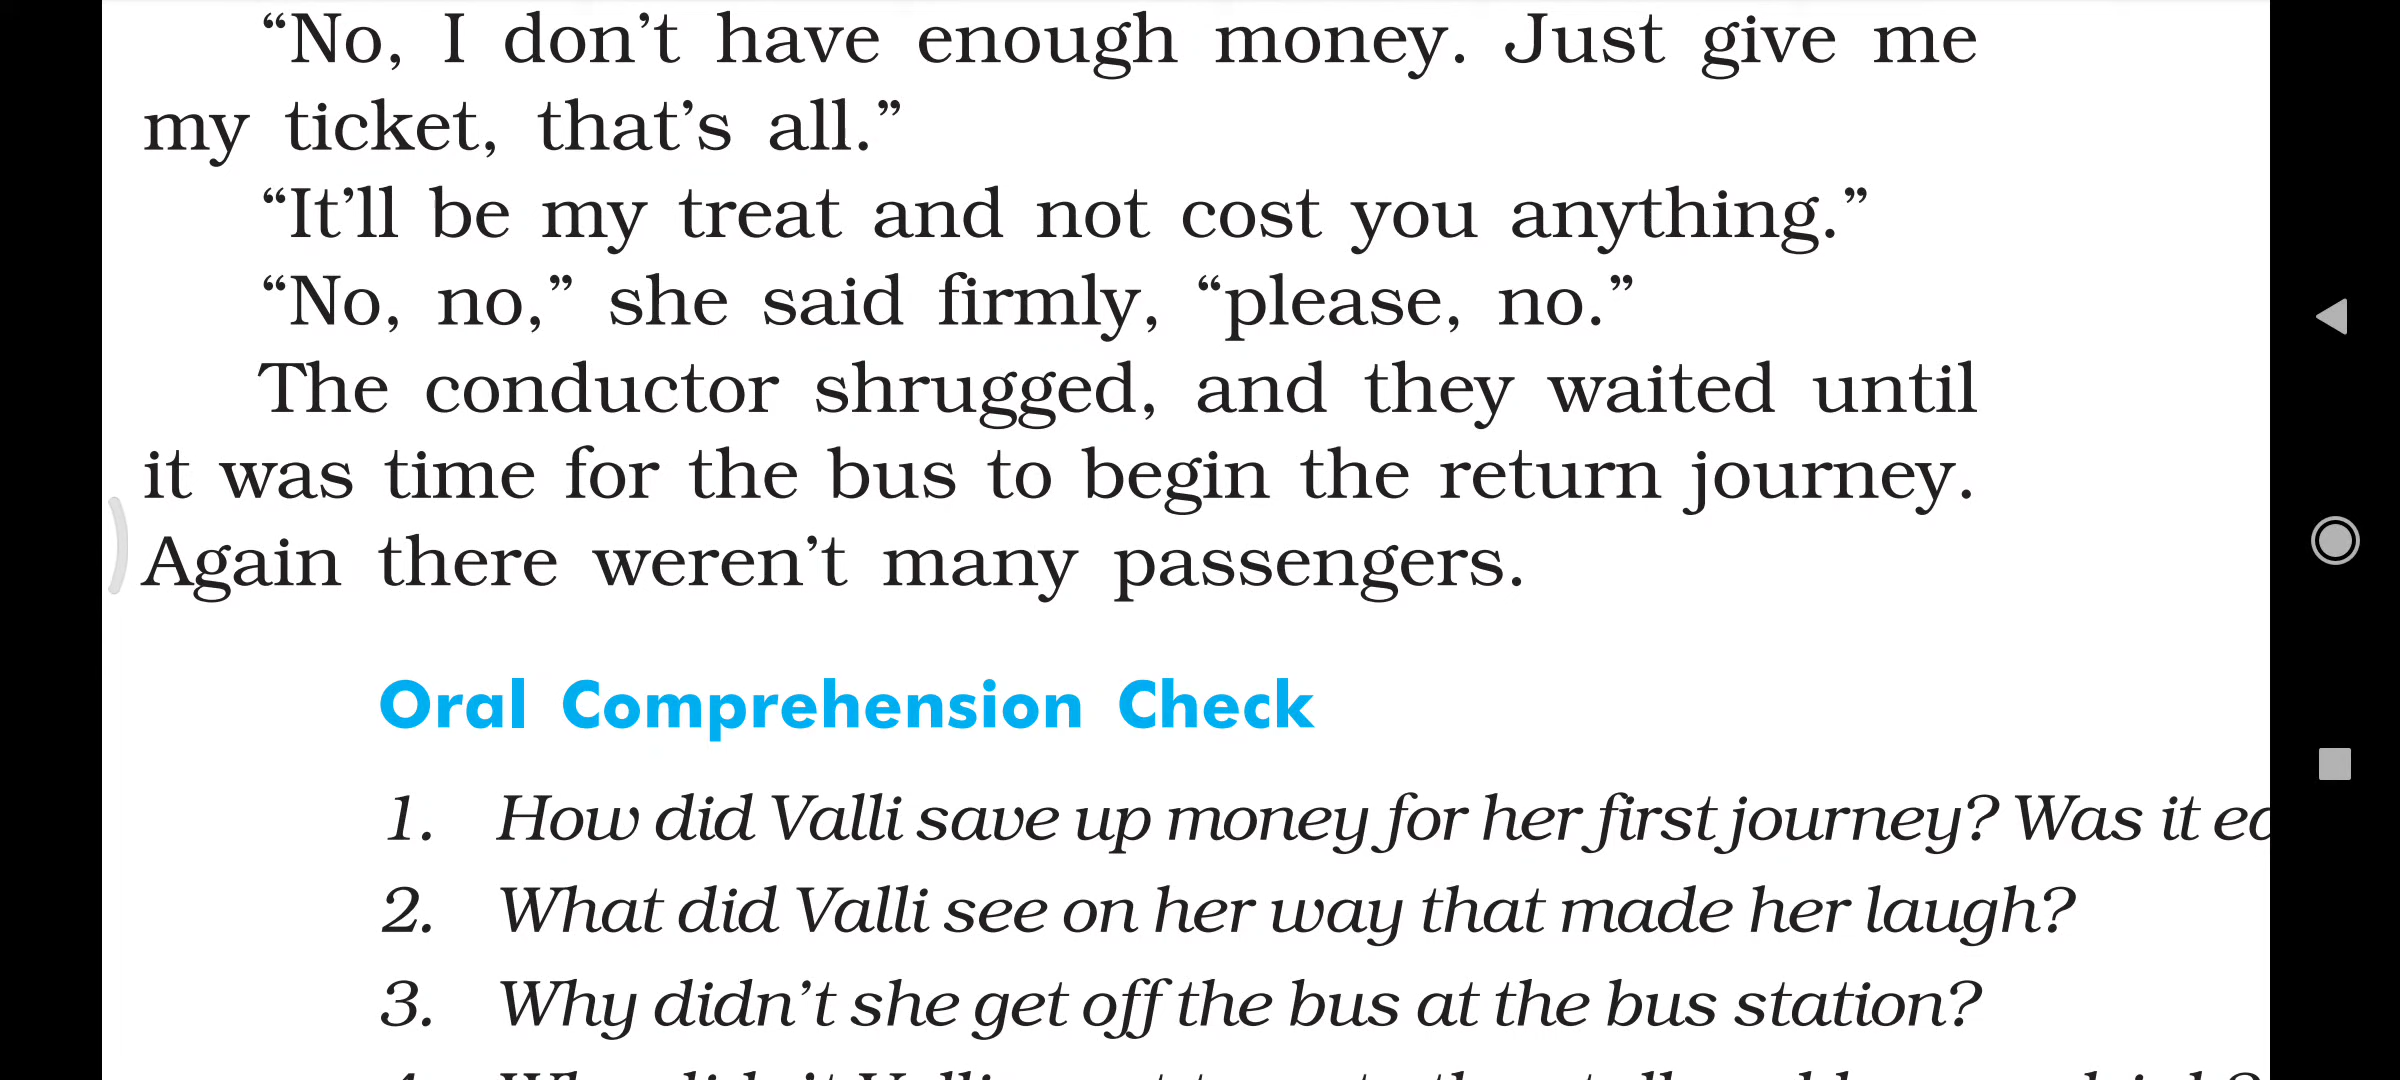 “No, I don’t have enough money. Just give me
my ticket, that’s all.”
“It’ll be my treat and not cost you anything.”
“No, no,” she said firmly, “please, no.”
The conductor shrugged, and they waited until
it was time for the bus to begin the return journey.
Again there weren’t many passengers.
Oral Comprehension Check
1. How did Valli save up money for her first journey? Was it
2. What did Valli see on her way that made her laugh?
3. Why didn’t she get off the bus at the bus station?